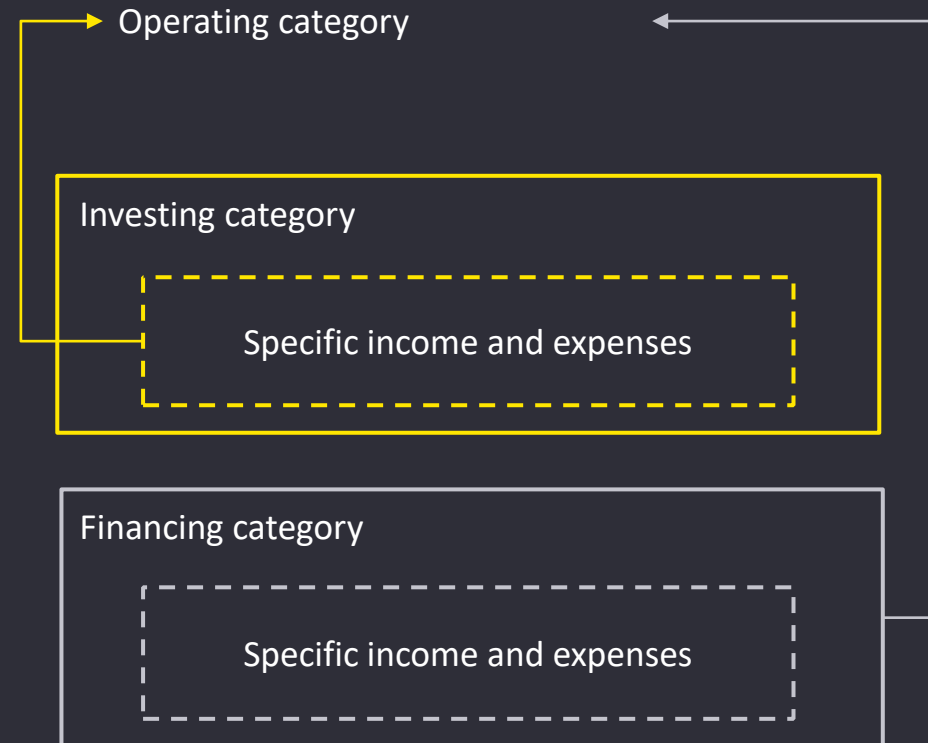 Operating category
Investing category
Specific income and expenses
Financing category
Specific income and expenses